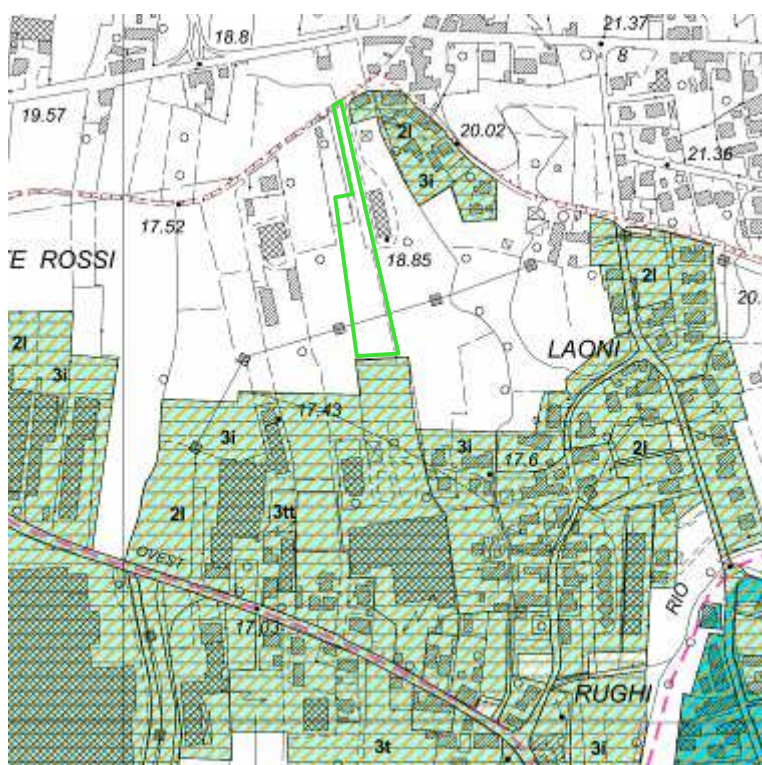 18.8
21.37
8
19.57
2l
20.02
21.36
3i
17.52
E ROSSI
18.85
2l
20.
LAONI
2l
3i
17.43
3i
3i
17.6
2l
2l
3tt
OVEST
RIO
17.03
RUGHI
3t
3i